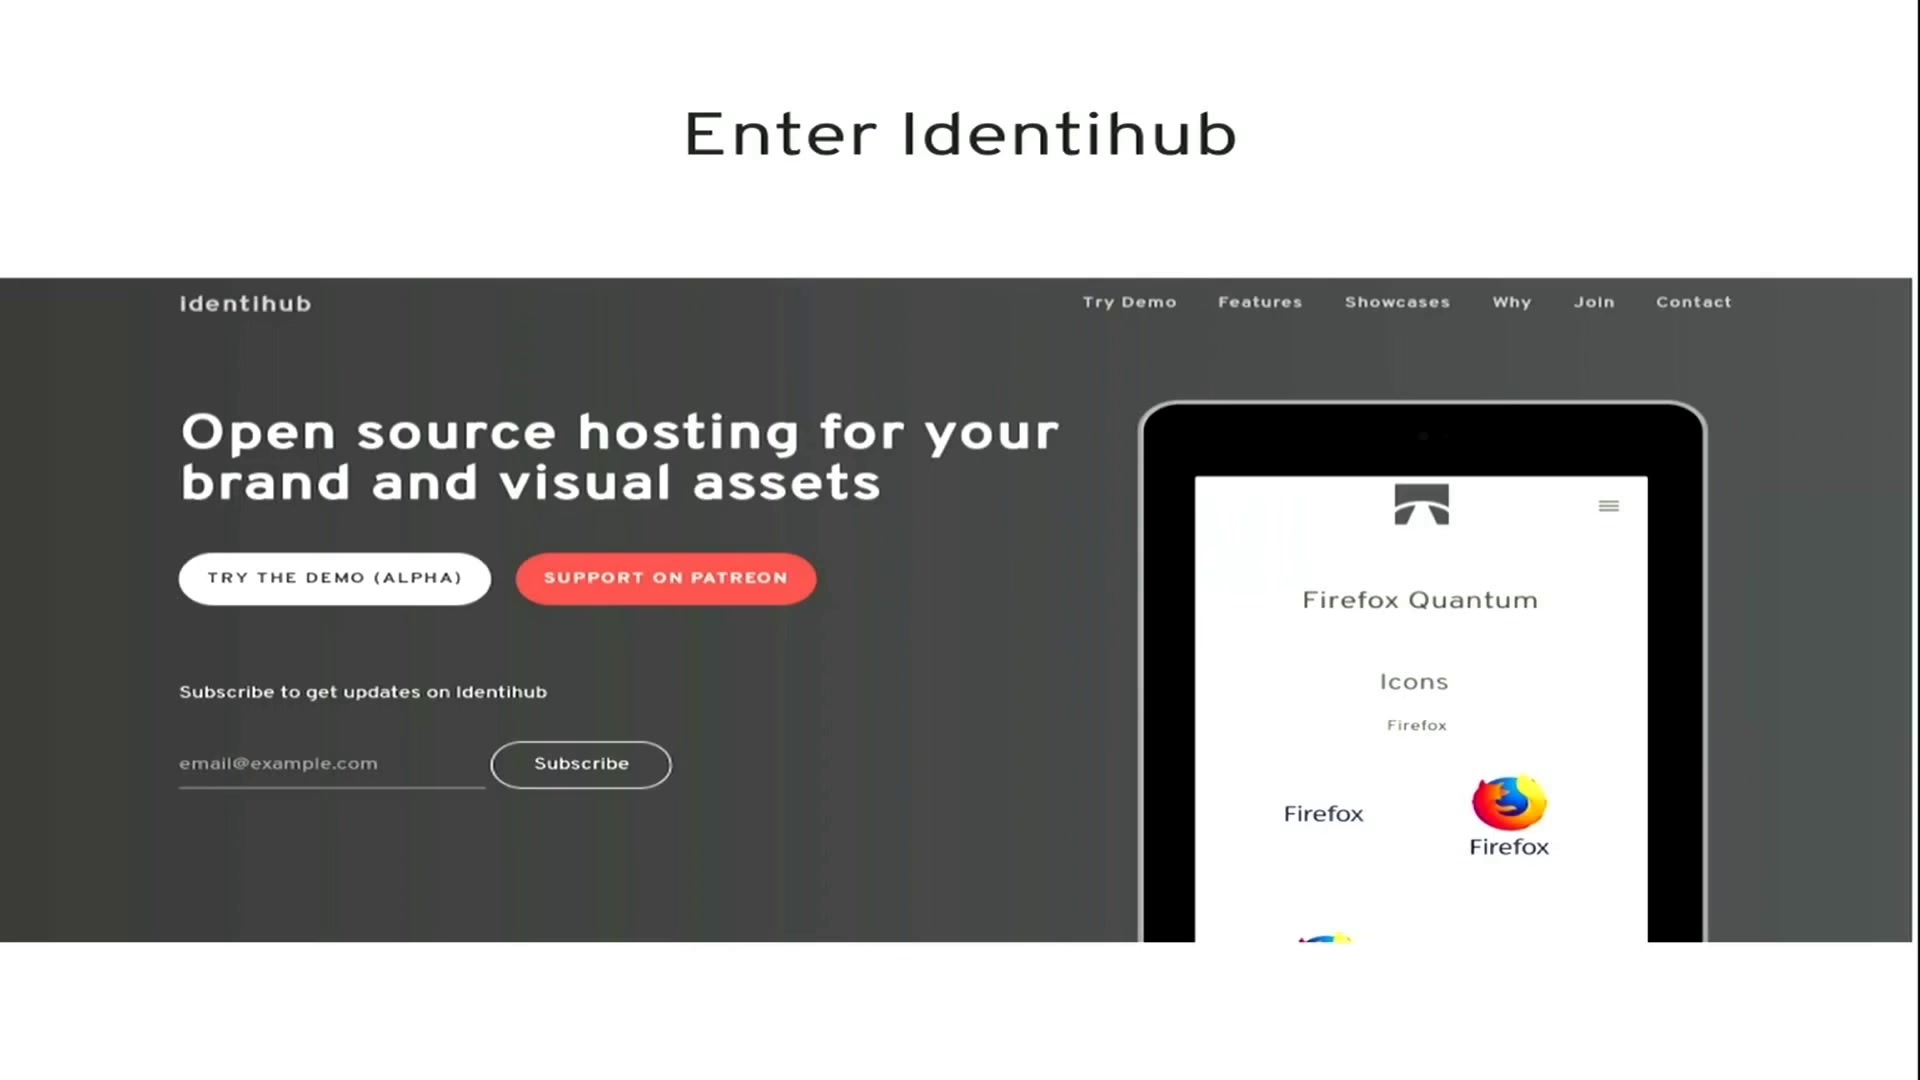 Enter Identihub
identihub
Try Demo Features Showcases Why Join Contact
Open source hosting for your
brand and visual assets
TRY THE DEMO (ALPHA) SUPPORT ON PATREON
Subscribe to get updates on Identihub
email@example.com Subscribe
Firefox Quantum
Icons
Firefox
Firefox
Firefox